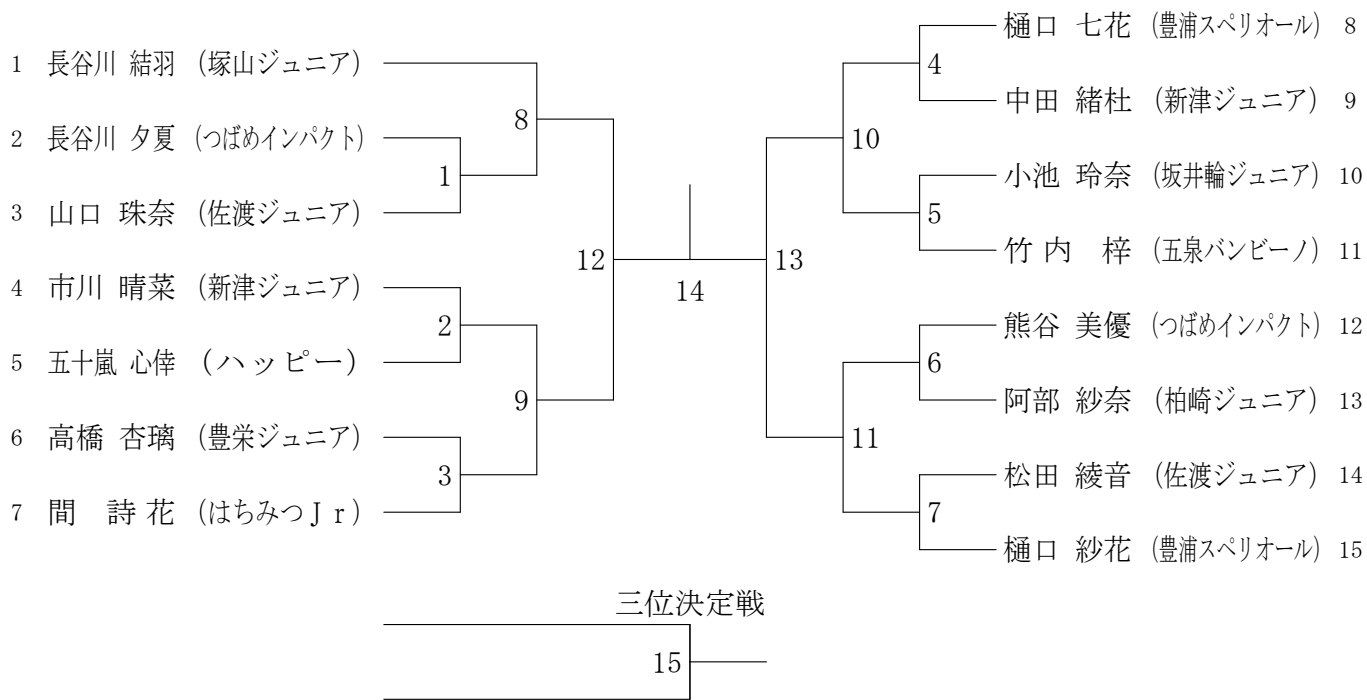 1 長谷川 結羽 (塚山ジュニア)
2 長谷川 夕夏 (つばめインパクト)
3 山口 珠奈 (佐渡ジュニア)
4 市川 晴菜 (新津ジュニア)
5 五十嵐 心倖 (ハッピー)
6 高橋 杏璃 (豊栄ジュニア)
7 間 詩花 (はちみつJr)
8
1
2
9
3
12
14
13
10
4
5
11
6
7
樋口 七花 (豊浦スペリオール) 8
中田 緒杜 (新津ジュニア) 9
小池 玲奈 (坂井輪ジュニア) 10
竹内 梓 (五泉バンビーノ) 11
熊谷 美優 (つばめインパクト) 12
阿部 紗奈 (柏崎ジュニア) 13
松田 綾音 (佐渡ジュニア) 14
樋口 紗花 (豊浦スペリオール) 15
三位決定戦
15